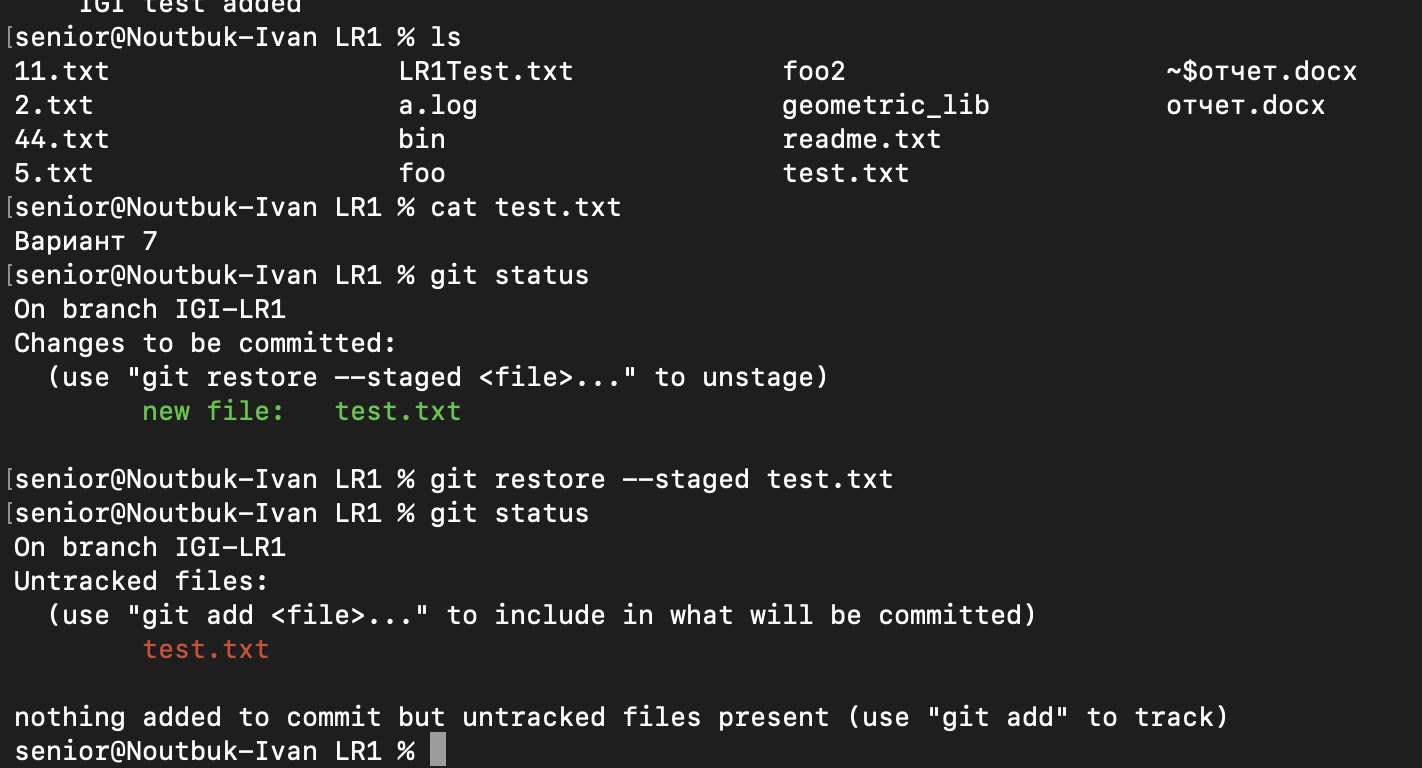 IGI test added
[senior@Noutbuk-Ivan LR1 % ls
11.txt LR1Test.txt foo2 ~$отчет.docx
2.txt a.log geometric_lib отчет.docx
44.txt bin readme.txt
5.txt foo test.txt
[senior@Noutbuk-Ivan LR1 % cat test.txt
Вариант 7
[senior@Noutbuk-Ivan LR1 % git status
On branch IGI-LR1
Changes to be committed:
(use "git restore --staged <file>..." to unstage)
new file: test.txt
[senior@Noutbuk-Ivan LR1 % git restore --staged test.txt
[senior@Noutbuk-Ivan LR1 % git status
On branch IGI-LR1
Untracked files:
(use "git add <file>..." to include in what will be committed)
test.txt
nothing added to commit but untracked files present (use "git add" to track)
senior@Noutbuk-Ivan LR1 %